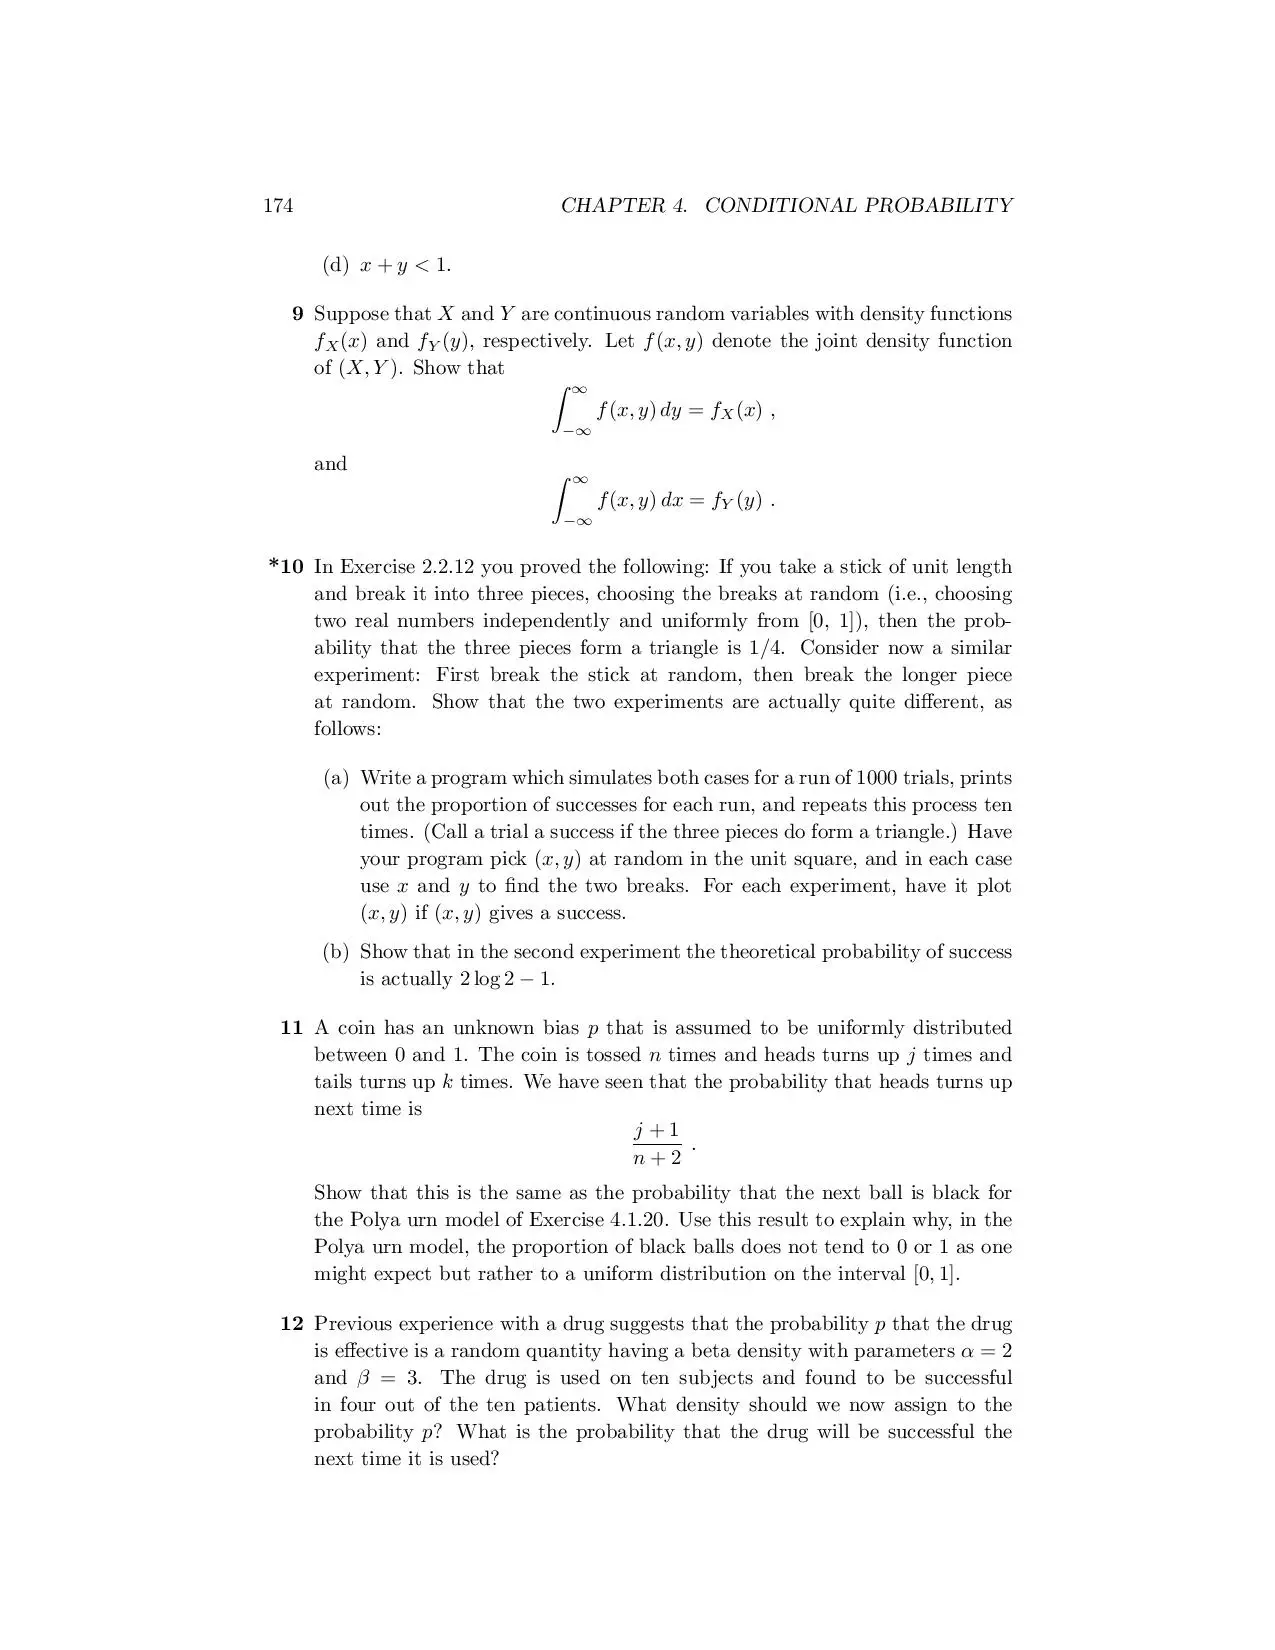 174 CHAPTER 4. CONDITIONAL PROBABILITY
(d) x + y < 1.
9 Suppose that X and Y are continuous random variables with density functions
f_X(x) and f_Y(y), respectively. Let f(x, y) denote the joint density function
of (X, Y). Show that
∫_{-∞}^{∞} f(x, y) dy = f_X(x) ,
and
∫_{-∞}^{∞} f(x, y) dx = f_Y(y) .
*10 In Exercise 2.2.12 you proved the following: If you take a stick of unit length
and break it into three pieces, choosing the breaks at random (i.e., choosing
two real numbers independently and uniformly from [0, 1]), then the prob-
ability that the three pieces form a triangle is 1/4. Consider now a similar
experiment: First break the stick at random, then break the longer piece
at random. Show that the two experiments are actually quite different, as
follows:
(a) Write a program which simulates both cases for a run of 1000 trials, prints
out the proportion of successes for each run, and repeats this process ten
times. (Call a trial a success if the three pieces do form a triangle.) Have
your program pick (x, y) at random in the unit square, and in each case
use x and y to find the two breaks. For each experiment, have it plot
(x, y) if (x, y) gives a success.
(b) Show that in the second experiment the theoretical probability of success
is actually 2 log 2 − 1.
11 A coin has an unknown bias p that is assumed to be uniformly distributed
between 0 and 1. The coin is tossed n times and heads turns up j times and
tails turns up k times. We have seen that the probability that heads turns up
next time is
j + 1
n + 2 .
Show that this is the same as the probability that the next ball is black for
the Polya urn model of Exercise 4.1.20. Use this result to explain why, in the
Polya urn model, the proportion of black balls does not tend to 0 or 1 as one
might expect but rather to a uniform distribution on the interval [0, 1].
12 Previous experience with a drug suggests that the probability p that the drug
is effective is a random quantity having a beta density with parameters α = 2
and β = 3. The drug is used on ten subjects and found to be successful
in four out of the ten patients. What density should we now assign to the
probability p? What is the probability that the drug will be successful the
next time it is used?